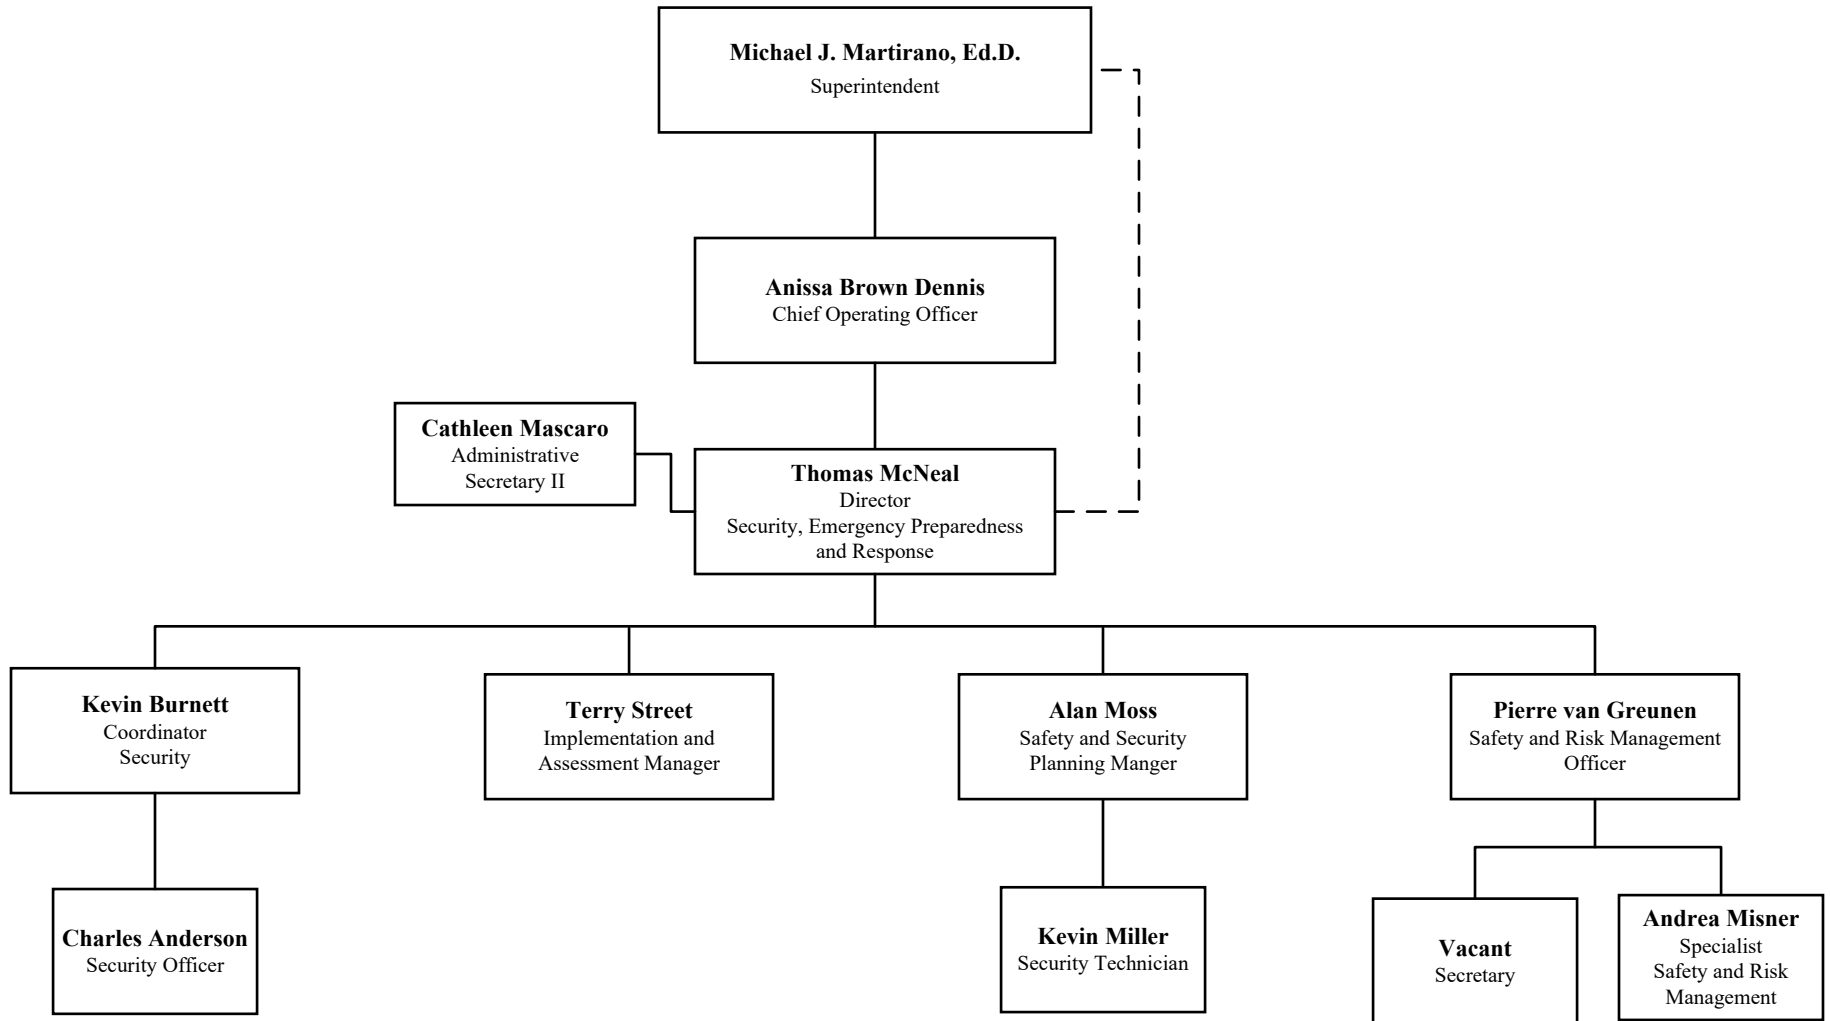 Michael J. Martirano, Ed.D.
Superintendent
Anissa Brown Dennis
Chief Operating Officer
Cathleen Mascaro
Administrative
Secretary II
Thomas McNeal
Director
Security, Emergency Preparedness
and Response
Kevin Burnett
Coordinator
Security
Terry Street
Implementation and
Assessment Manager
Alan Moss
Safety and Security
Planning Manger
Pierre van Greunen
Safety and Risk Management
Officer
Charles Anderson
Security Officer
Kevin Miller
Security Technician
Vacant
Secretary
Andrea Misner
Specialist
Safety and Risk
Management